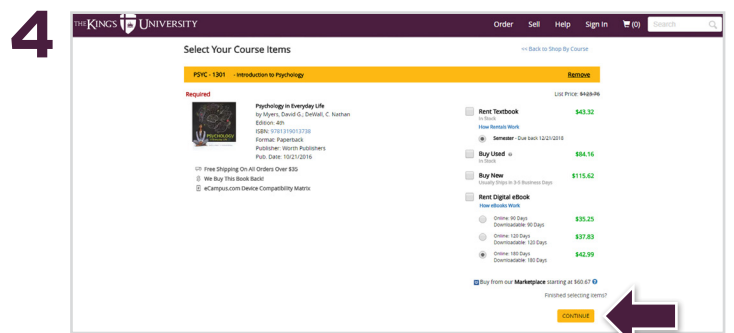 4
THE KING'S UNIVERSITY
Order Sell Help Sign In (0) Search
Select Your Course Items
<< Back to Shop By Course
PSYC - 1301 - Introduction to Psychology Remove
Required
List Price: $123.76
PSYCHOLOGY
Psychology in Everyday Life
by Myers, David G.; DeWall, C. Nathan
Edition: 4th
ISBN: 9781319013738
Format: Paperback
Publisher: Worth Publishers
Pub. Date: 10/21/2016
Free Shipping On All Orders Over $35
We Buy This Book Back!
eCampus.com Device Compatibility Matrix
Rent Textbook $43.32
In Stock
How Rentals Work
Semester - Due back 12/21/2018
Buy Used $84.16
In Stock
Buy New $115.62
Usually Ships in 3-5 Business Days
Rent Digital eBook
How eBooks Work
Online: 90 Days $35.25
Downloadable: 90 Days
Online: 120 Days $37.83
Downloadable: 120 Days
Online: 180 Days $42.99
Downloadable: 180 Days
Buy from our Marketplace starting at $60.67
Finished selecting items?
CONTINUE